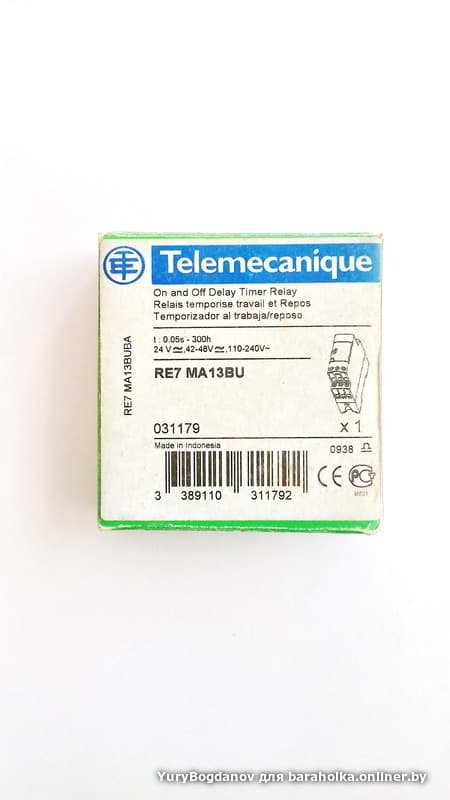 Telemecanique
On and Off Delay Timer Relay
Relais temporise travail et Repos
Temporizador al trabaja/reposo
t : 0.05s - 300h
24 V ≂,42-48V≂,110-240V~
RE7 MA13BUBA
RE7 MA13BU
031179
x 1
Made in Indonesia
0938
3 389110 311792
CE
YuryBogdanov для baraholka.onliner.by